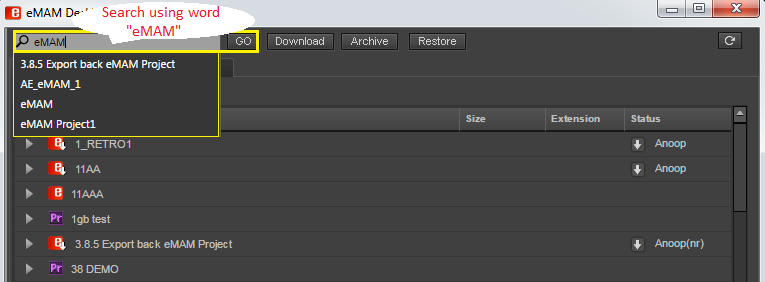 eMAM De
Search using word
"eMAM"
eMAM
GO
Download
Archive
Restore
3.8.5 Export back eMAM Project
AE_eMAM_1
eMAM
eMAM Project1
Size
Extension
Status
1_RETRO1
Anoop
11AA
Anoop
11AAA
Pr
1gb test
3.8.5 Export back eMAM Project
Anoop(nr)
Pr
38 DEMO